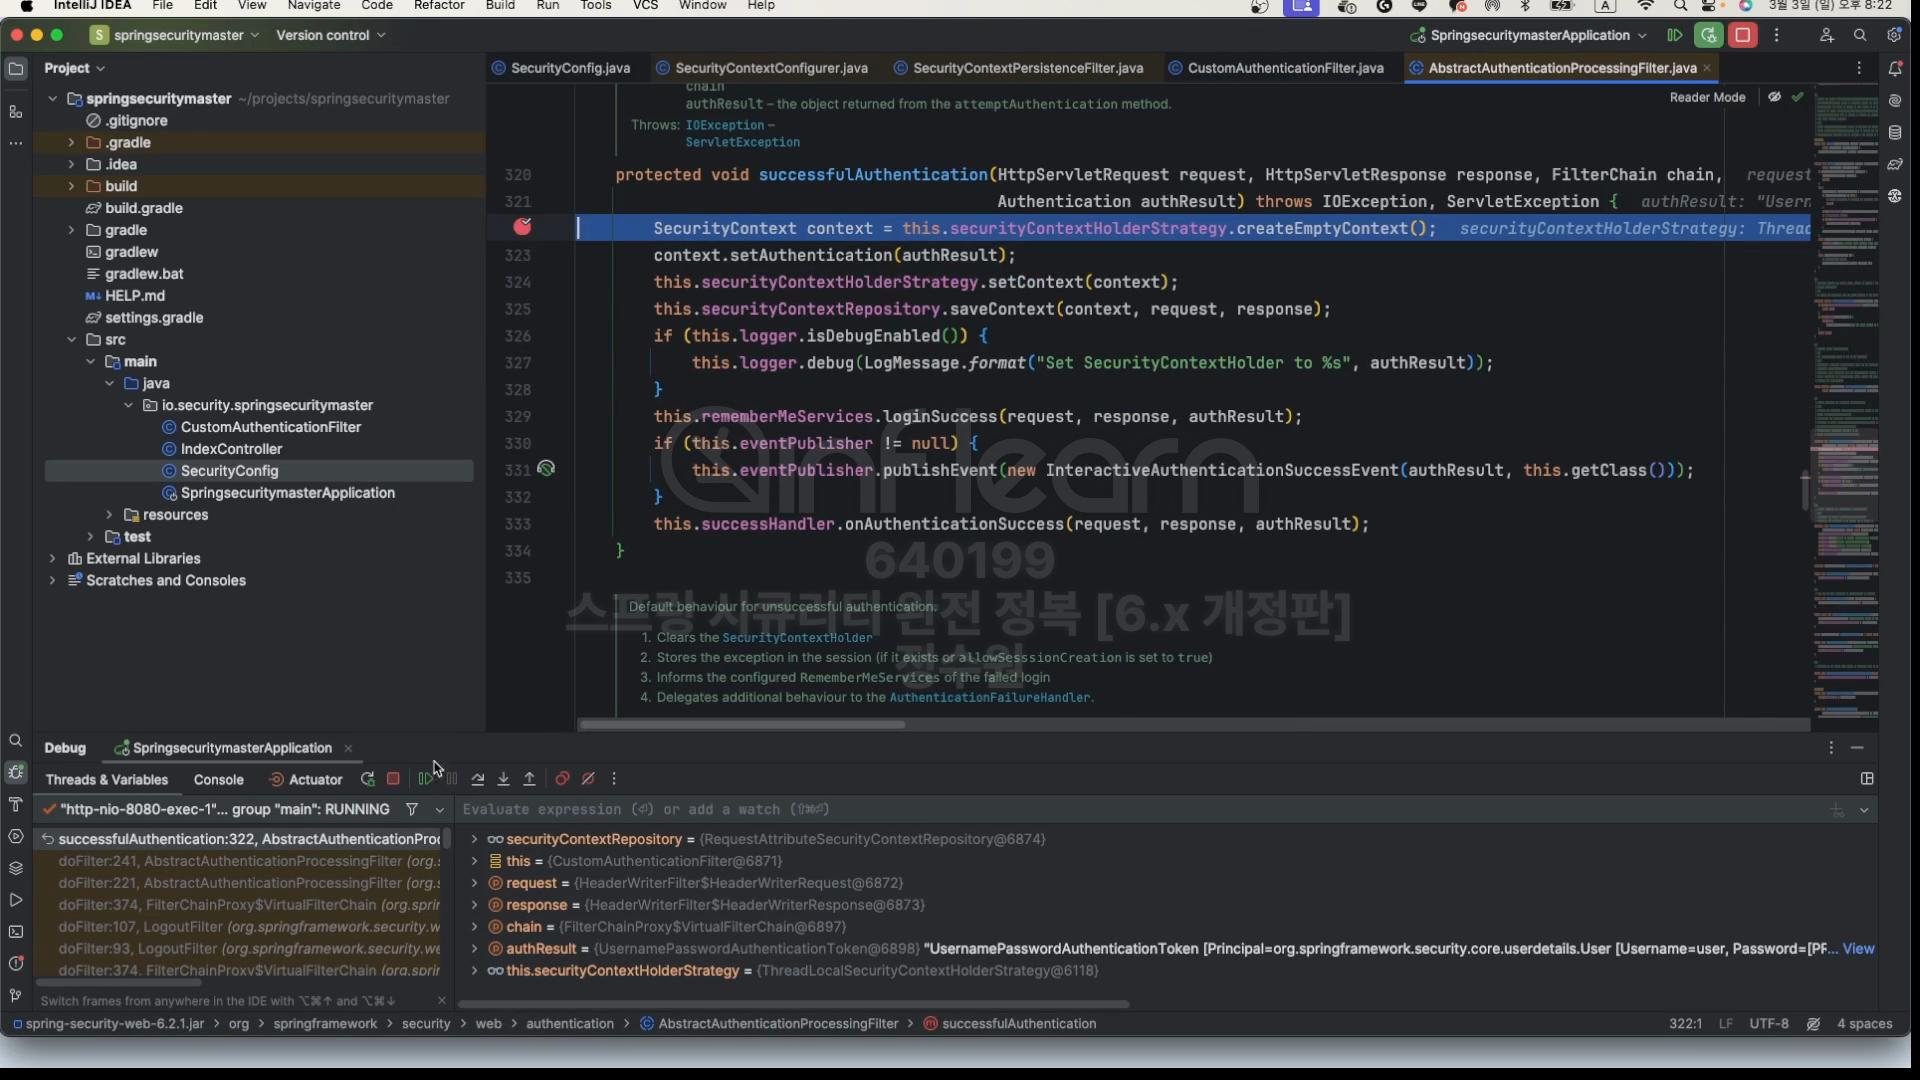 IntelliJ IDEA File Edit View Navigate Code Refactor Build Run Tools VCS Window Help
A 3월 3일 (일) 오후 8:22
S springsecuritymaster Version control
SpringsecuritymasterApplication
Project
SecurityConfig.java SecurityContextConfigurer.java SecurityContextPersistenceFilter.java CustomAuthenticationFilter.java AbstractAuthenticationProcessingFilter.java
springsecuritymaster ~/projects/springsecuritymaster
.gitignore
.gradle
.idea
build
build.gradle
gradle
gradlew
gradlew.bat
M↓ HELP.md
settings.gradle
src
main
java
io.security.springsecuritymaster
CustomAuthenticationFilter
IndexController
SecurityConfig
SpringsecuritymasterApplication
resources
test
External Libraries
Scratches and Consoles
Reader Mode
chain
authResult – the object returned from the attemptAuthentication method.
Throws: IOException –
ServletException
320 protected void successfulAuthentication(HttpServletRequest request, HttpServletResponse response, FilterChain chain, request
321 Authentication authResult) throws IOException, ServletException { authResult: "Usern
SecurityContext context = this.securityContextHolderStrategy.createEmptyContext(); securityContextHolderStrategy: Threa
323 context.setAuthentication(authResult);
324 this.securityContextHolderStrategy.setContext(context);
325 this.securityContextRepository.saveContext(context, request, response);
326 if (this.logger.isDebugEnabled()) {
327 this.logger.debug(LogMessage.format("Set SecurityContextHolder to %s", authResult));
328 }
329 this.rememberMeServices.loginSuccess(request, response, authResult);
330 if (this.eventPublisher != null) {
331 this.eventPublisher.publishEvent(new InteractiveAuthenticationSuccessEvent(authResult, this.getClass()));
332 }
333 this.successHandler.onAuthenticationSuccess(request, response, authResult);
334 }
335
Default behaviour for unsuccessful authentication.
1. Clears the SecurityContextHolder
2. Stores the exception in the session (if it exists or allowSesssionCreation is set to true)
3. Informs the configured RememberMeServices of the failed login
4. Delegates additional behaviour to the AuthenticationFailureHandler.
inflearn
640199
스프링 시큐리티 완전 정복 [6.x 개정판]
정수원
Debug SpringsecuritymasterApplication
Threads & Variables Console Actuator
"http-nio-8080-exec-1"... group "main": RUNNING
Evaluate expression (⏎) or add a watch (⇧⌘⏎)
successfulAuthentication:322, AbstractAuthenticationProc
doFilter:241, AbstractAuthenticationProcessingFilter (org.s
doFilter:221, AbstractAuthenticationProcessingFilter (org.s
doFilter:374, FilterChainProxy$VirtualFilterChain (org.sprin
doFilter:107, LogoutFilter (org.springframework.security.we
doFilter:93, LogoutFilter (org.springframework.security.web
doFilter:374, FilterChainProxy$VirtualFilterChain (org.sprin
Switch frames from anywhere in the IDE with ⌥⌘↑ and ⌥⌘↓
securityContextRepository = {RequestAttributeSecurityContextRepository@6874}
this = {CustomAuthenticationFilter@6871}
request = {HeaderWriterFilter$HeaderWriterRequest@6872}
response = {HeaderWriterFilter$HeaderWriterResponse@6873}
chain = {FilterChainProxy$VirtualFilterChain@6897}
authResult = {UsernamePasswordAuthenticationToken@6898} "UsernamePasswordAuthenticationToken [Principal=org.springframework.security.core.userdetails.User [Username=user, Password=[PR... View
this.securityContextHolderStrategy = {ThreadLocalSecurityContextHolderStrategy@6118}
spring-security-web-6.2.1.jar > org > springframework > security > web > authentication > AbstractAuthenticationProcessingFilter > successfulAuthentication
322:1 LF UTF-8 4 spaces